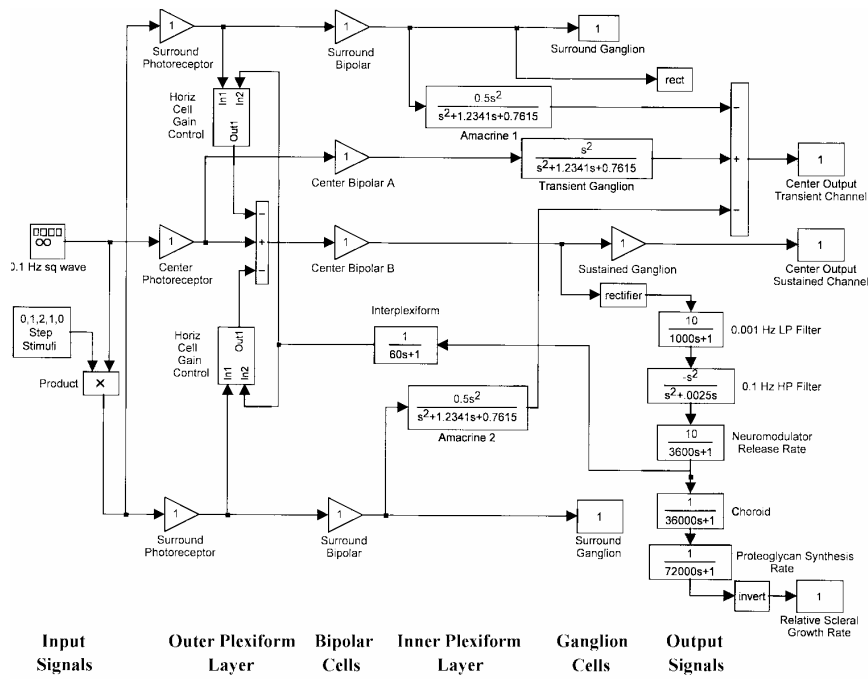 1
Surround
Photoreceptor
1
Surround
Bipolar
1
Surround Ganglion
rect
Horiz
Cell
Gain
Control
In1
In2
Out1
0.5s2
s2+1.2341s+0.7615
Amacrine 1
−
+
−
1
Center Bipolar A
s2
s2+1.2341s+0.7615
Transient Ganglion
1
Center Output
Transient Channel
0.1 Hz sq wave
1
Center
Photoreceptor
−
+
−
1
Center Bipolar B
1
Sustained Ganglion
1
Center Output
Sustained Channel
rectifier
0,1,2,1,0
Step
Stimuli
Product
×
Horiz
Cell
Gain
Control
Out1
In1
In2
Interplexiform
1
60s+1
10
1000s+1
0.001 Hz LP Filter
-s2
s2+.0025s
0.1 Hz HP Filter
0.5s2
s2+1.2341s+0.7615
Amacrine 2
10
3600s+1
Neuromodulator
Release Rate
1
Surround
Photoreceptor
1
Surround
Bipolar
1
Surround
Ganglion
1
36000s+1
Choroid
1
72000s+1
Proteoglycan Synthesis
Rate
invert
1
Relative Scleral
Growth Rate
Input
Signals
Outer Plexiform
Layer
Bipolar
Cells
Inner Plexiform
Layer
Ganglion
Cells
Output
Signals